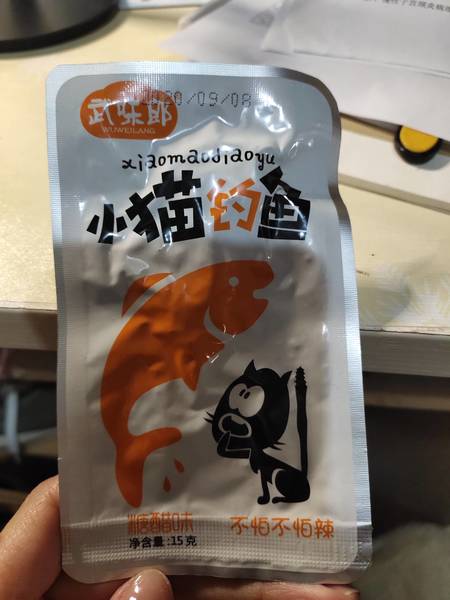 2020/09/08
武味郎
WUWEILANG
xiaomaodiaoyu
小猫钓鱼
糖醋味 不怕不怕辣
净含量:15克